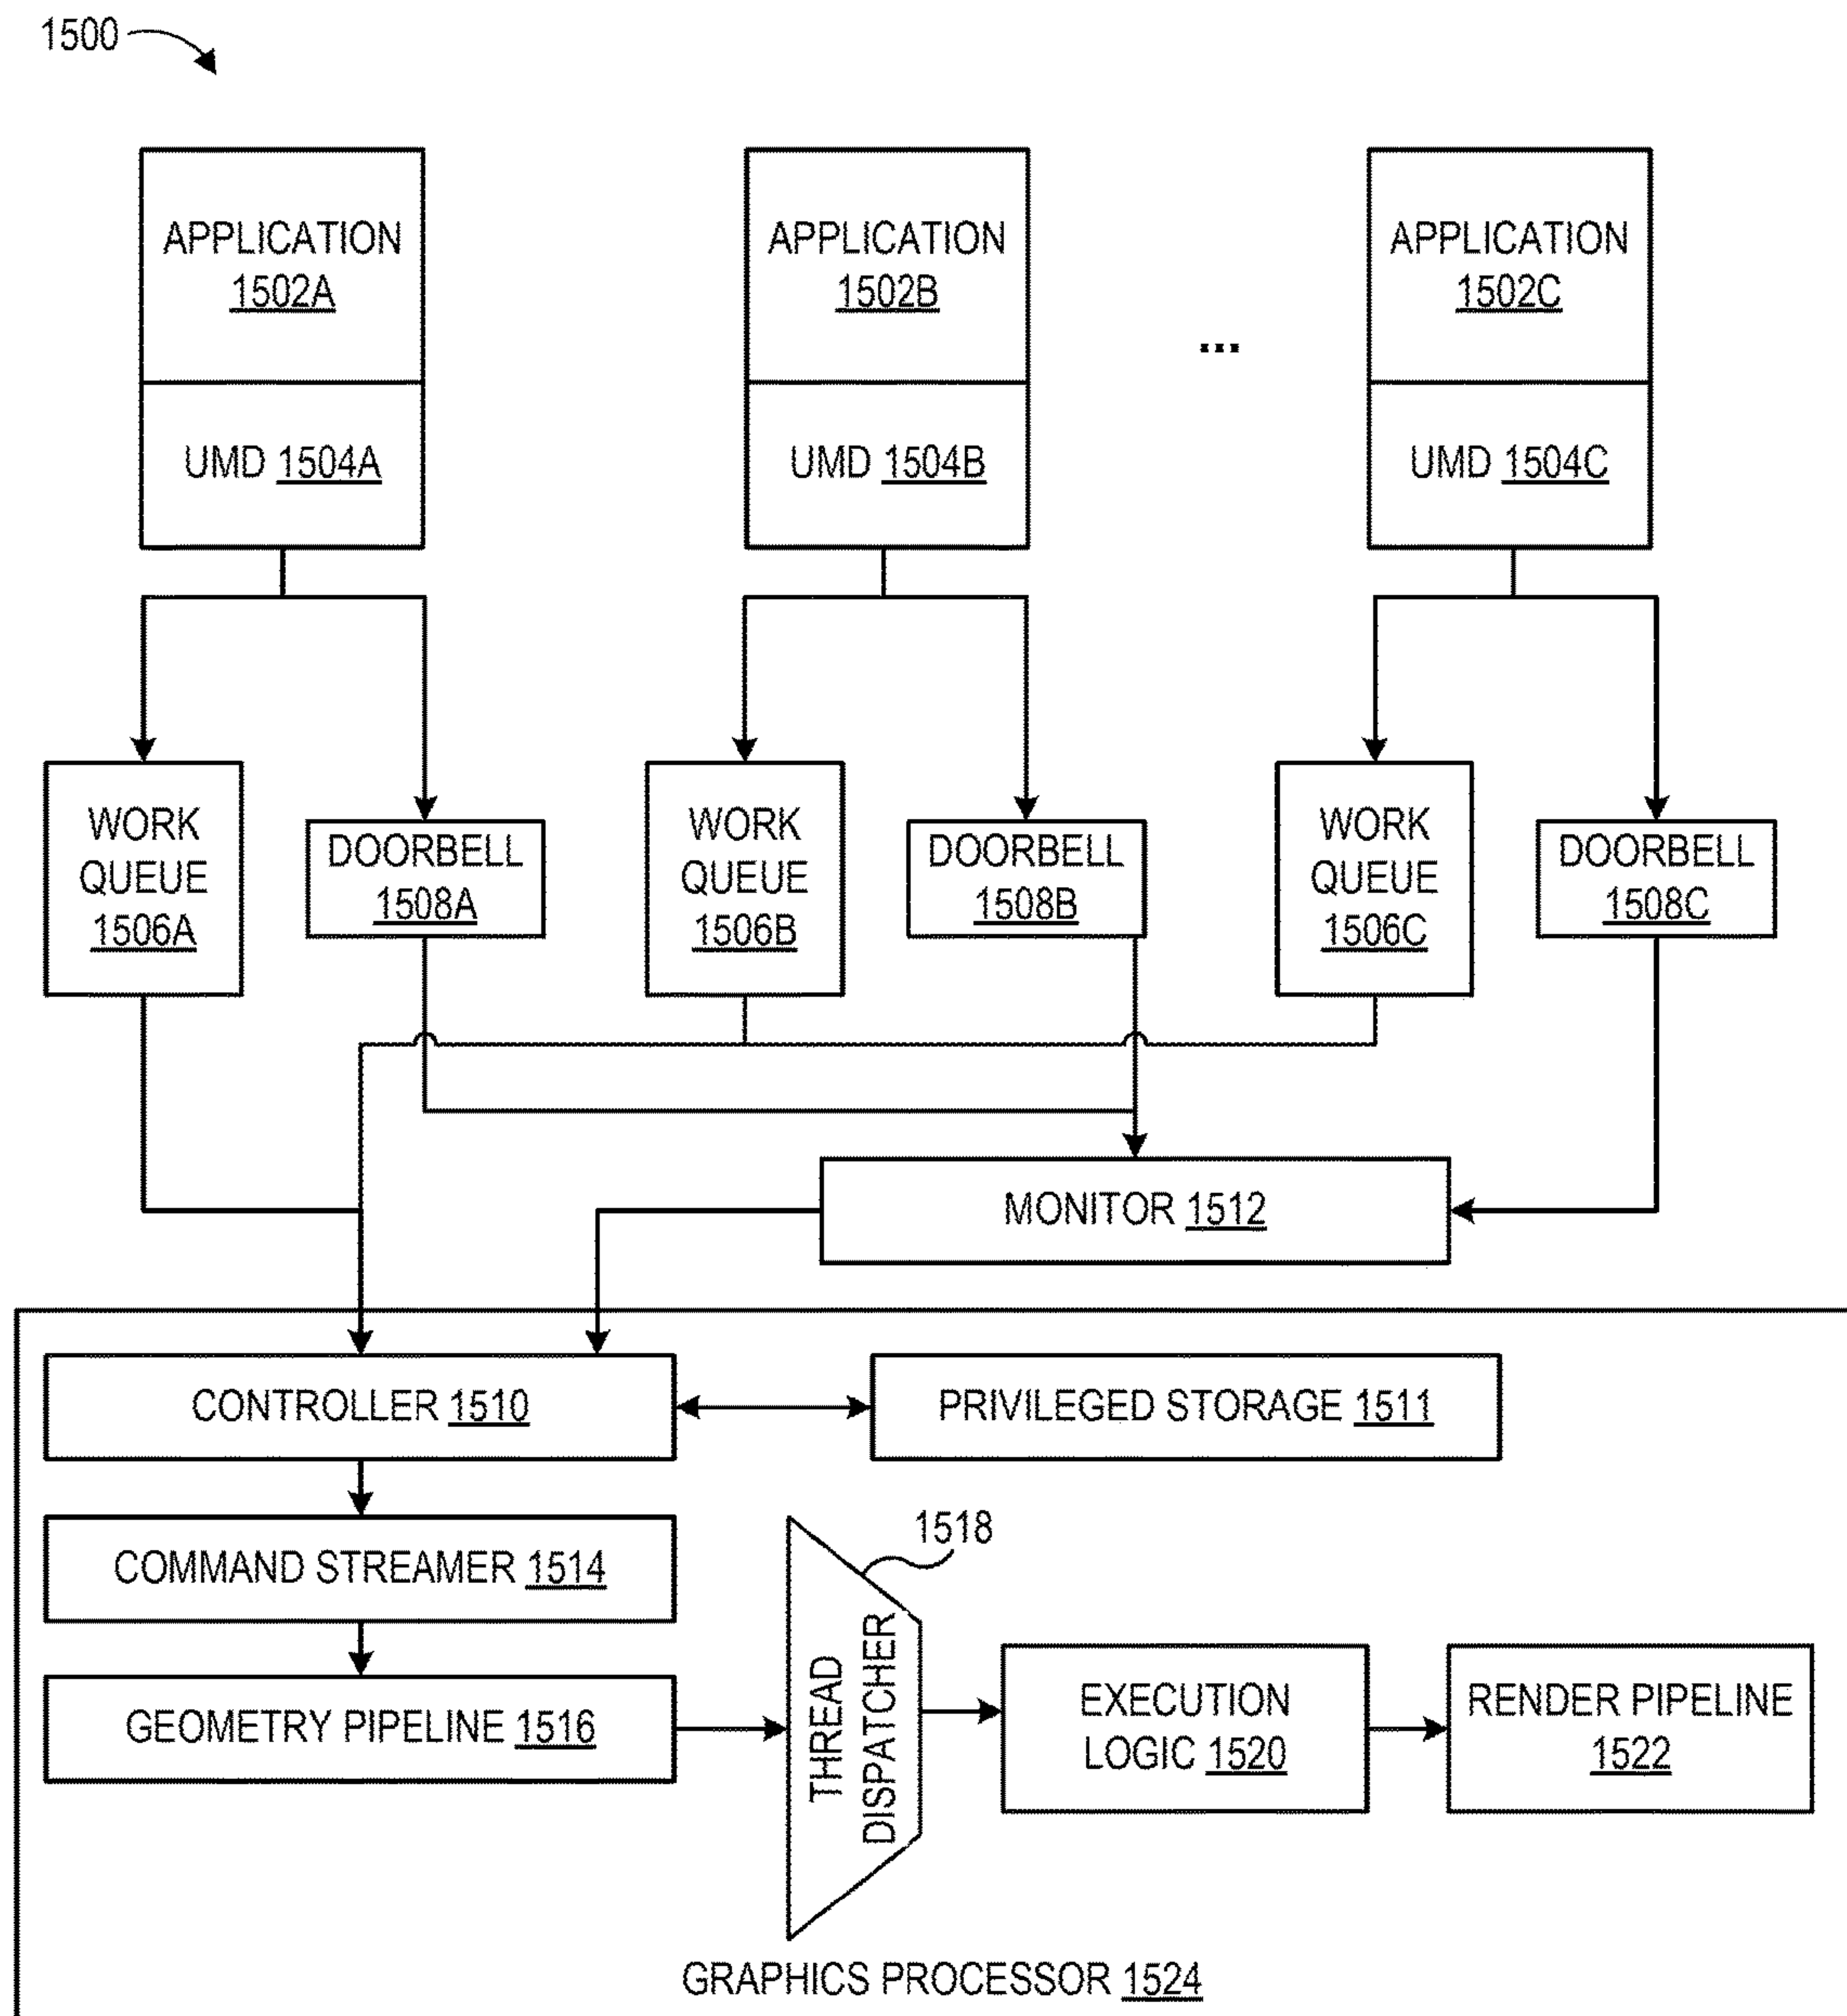 1500
APPLICATION
1502A
APPLICATION
1502B
APPLICATION
1502C
...
UMD 1504A
UMD 1504B
UMD 1504C
WORK
QUEUE
1506A
DOORBELL
1508A
WORK
QUEUE
1506B
DOORBELL
1508B
WORK
QUEUE
1506C
DOORBELL
1508C
MONITOR 1512
CONTROLLER 1510
PRIVILEGED STORAGE 1511
COMMAND STREAMER 1514
1518
GEOMETRY PIPELINE 1516
THREAD
DISPATCHER
EXECUTION
LOGIC 1520
RENDER PIPELINE
1522
GRAPHICS PROCESSOR 1524